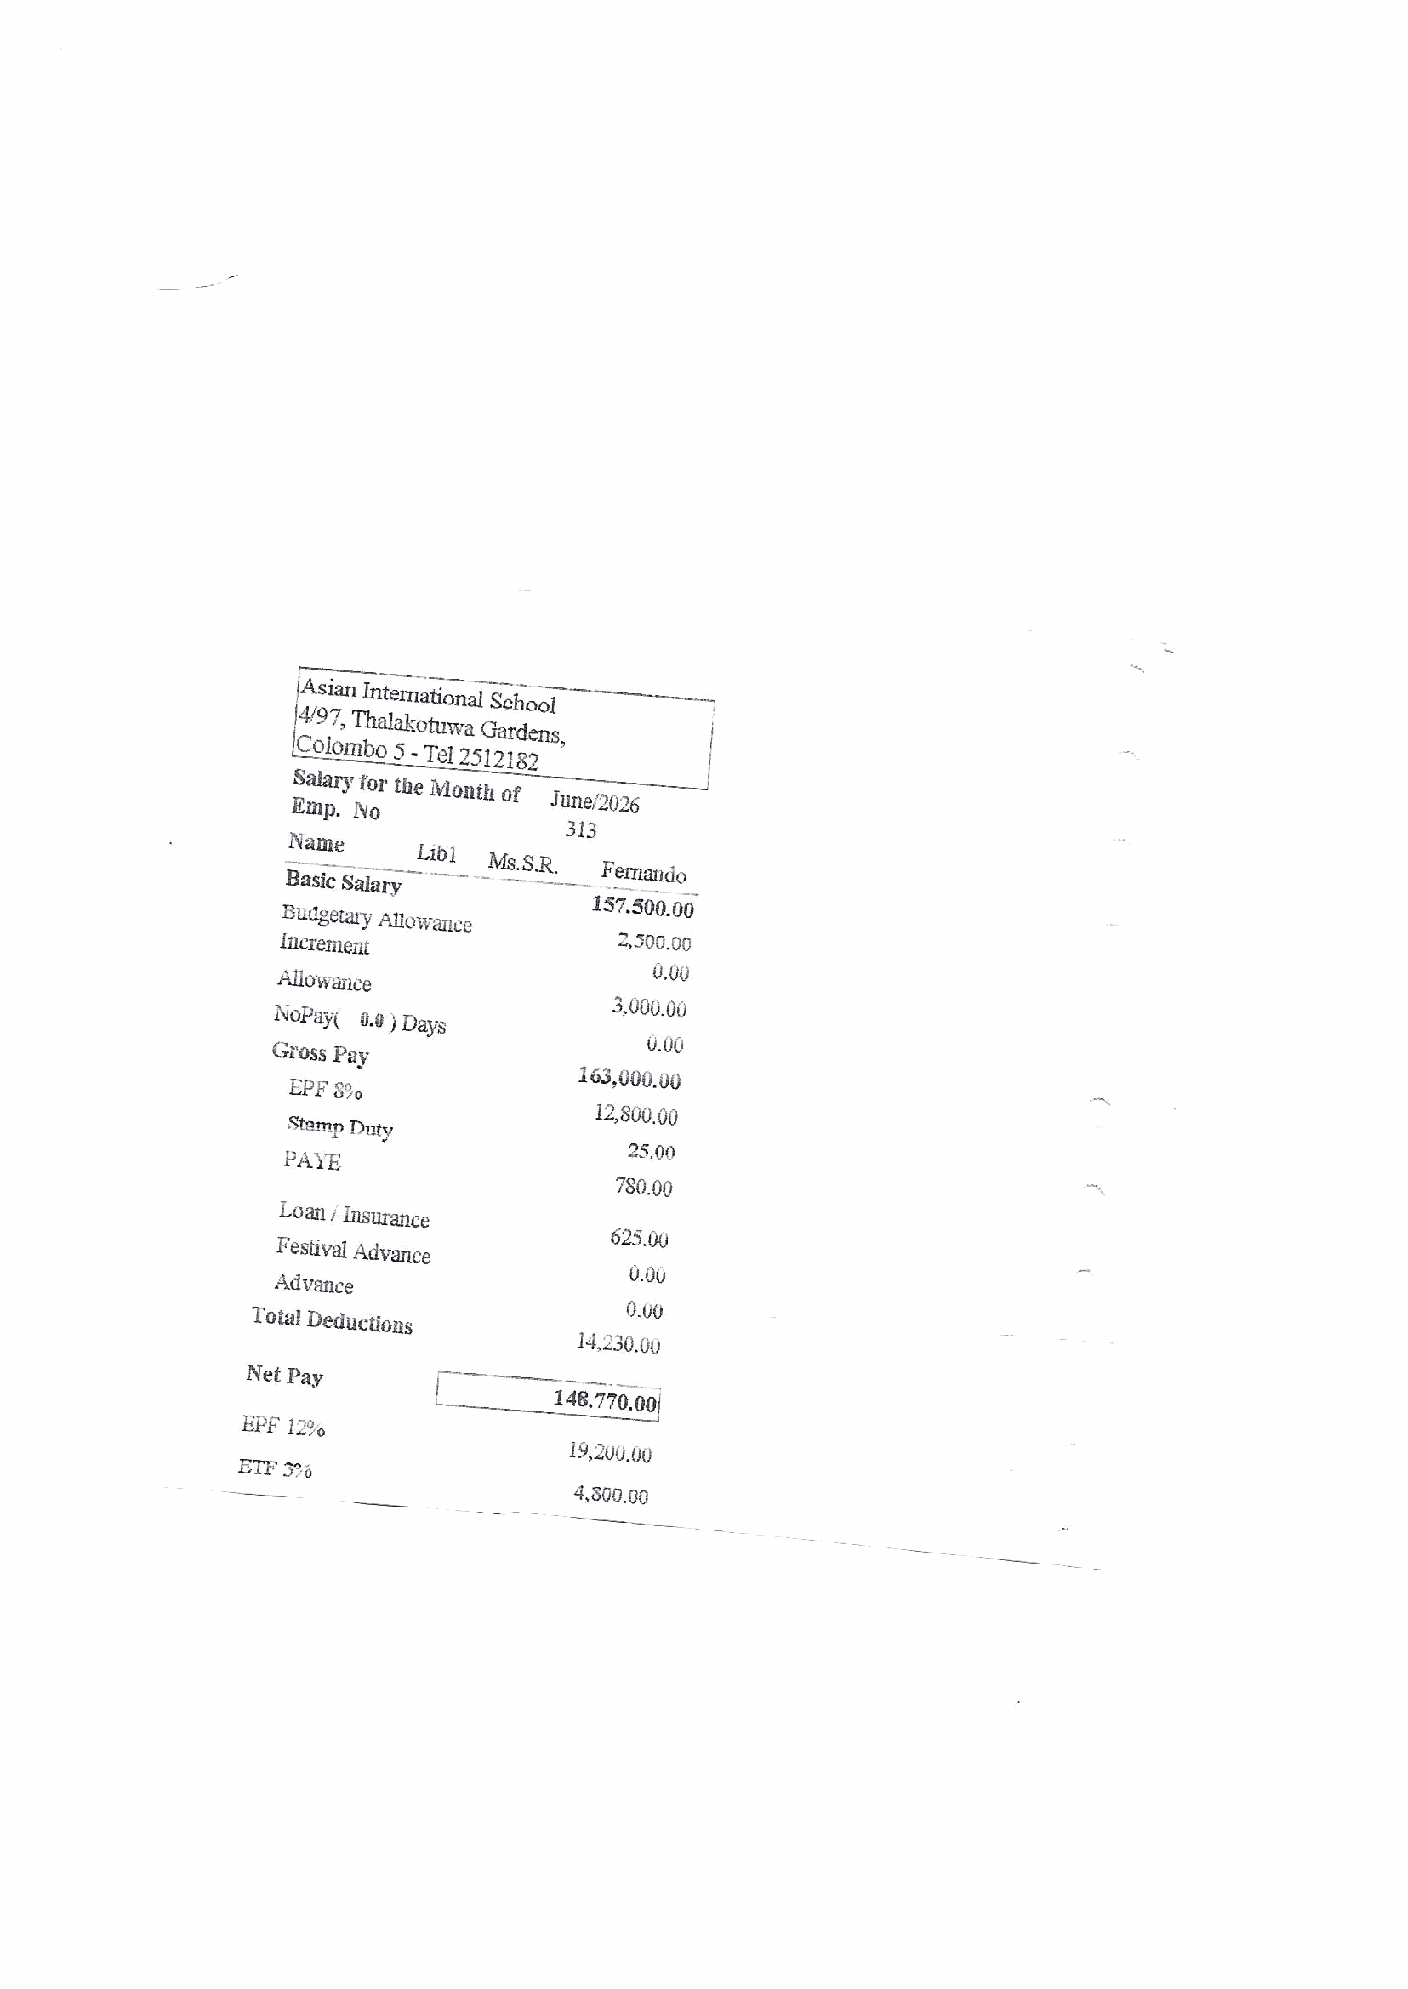 Asian International School
4/97, Thalakotuwa Gardens,
Colombo 5 - Tel 2512182
Salary for the Month of June/2026
Emp. No 313
Name Lib1 Ms.S.R. Fernando
Basic Salary 157.500.00
Budgetary Allowance 2,500.00
Increment 0.00
Allowance 3,000.00
NoPay( 0.0 ) Days 0.00
Gross Pay 163,000.00
EPF 8% 12,800.00
Stamp Duty 25.00
PAYE 780.00
Loan / Insurance 625.00
Festival Advance 0.00
Advance 0.00
Total Deductions 14,230.00
Net Pay 148.770.00
EPF 12% 19,200.00
ETF 3% 4,800.00